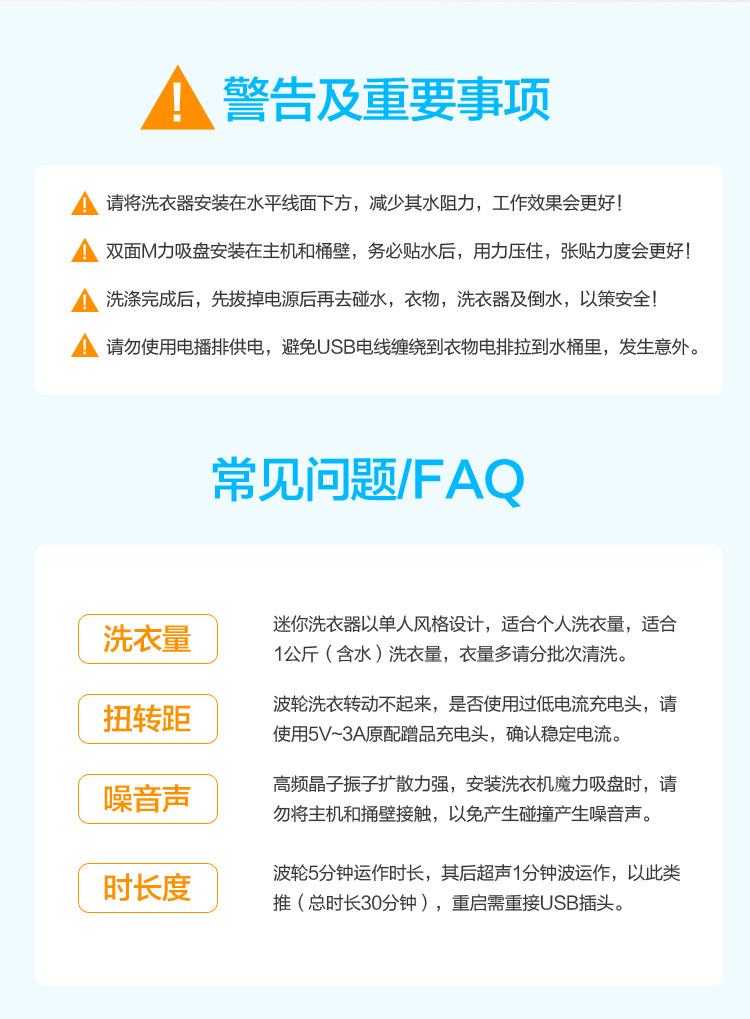 警告及重要事项
请将洗衣器安装在水平线面下方，减少其水阻力，工作效果会更好！
双面M力吸盘安装在主机和桶壁，务必贴水后，用力压住，张贴力度会更好！
洗涤完成后，先拔掉电源后再去碰水，衣物，洗衣器及倒水，以策安全！
请勿使用电播排供电，避免USB电线缠绕到衣物电排拉到水桶里，发生意外。
常见问题/FAQ
洗衣量
迷你洗衣器以单人风格设计，适合个人洗衣量，适合
1公斤（含水）洗衣量，衣量多请分批次清洗。
扭转距
波轮洗衣转动不起来，是否使用过低电流充电头，请
使用5V~3A原配蹭品充电头，确认稳定电流。
噪音声
高频晶子振子扩散力强，安装洗衣机魔力吸盘时，请
勿将主机和捅壁接触，以免产生碰撞产生噪音声。
时长度
波轮5分钟运作时长，其后超声1分钟波运作，以此类
推（总时长30分钟），重启需重接USB插头。